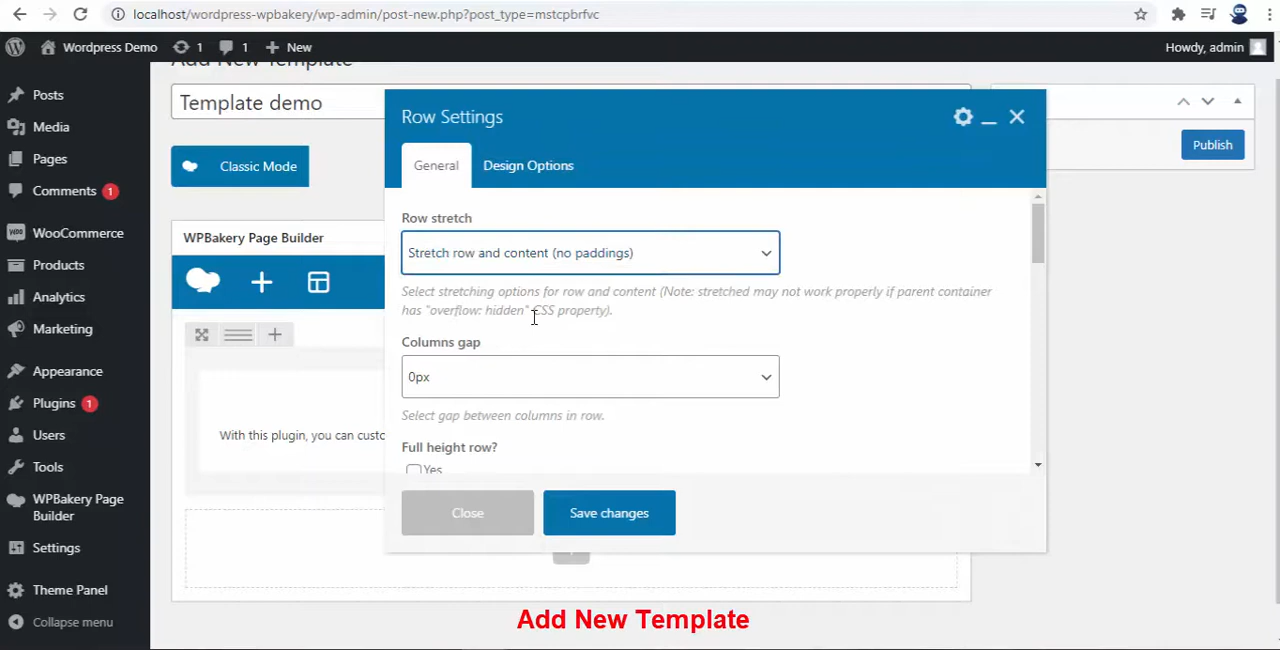 localhost/wordpress-wpbakery/wp-admin/post-new.php?post_type=mstcpbrfvc
Wordpress Demo 1 1 New Howdy, admin
Add New Template
Posts
Media
Pages
Comments 1
WooCommerce
Products
Analytics
Marketing
Appearance
Plugins 1
Users
Tools
WPBakery Page
Builder
Settings
Theme Panel
Collapse menu
Template demo
Classic Mode
WPBakery Page Builder
With this plugin, you can custo
Publish
Row Settings
General Design Options
Row stretch
Stretch row and content (no paddings)
Select stretching options for row and content (Note: stretched may not work properly if parent container
has "overflow: hidden" CSS property).
Columns gap
0px
Select gap between columns in row.
Full height row?
Yes
Close Save changes
Add New Template